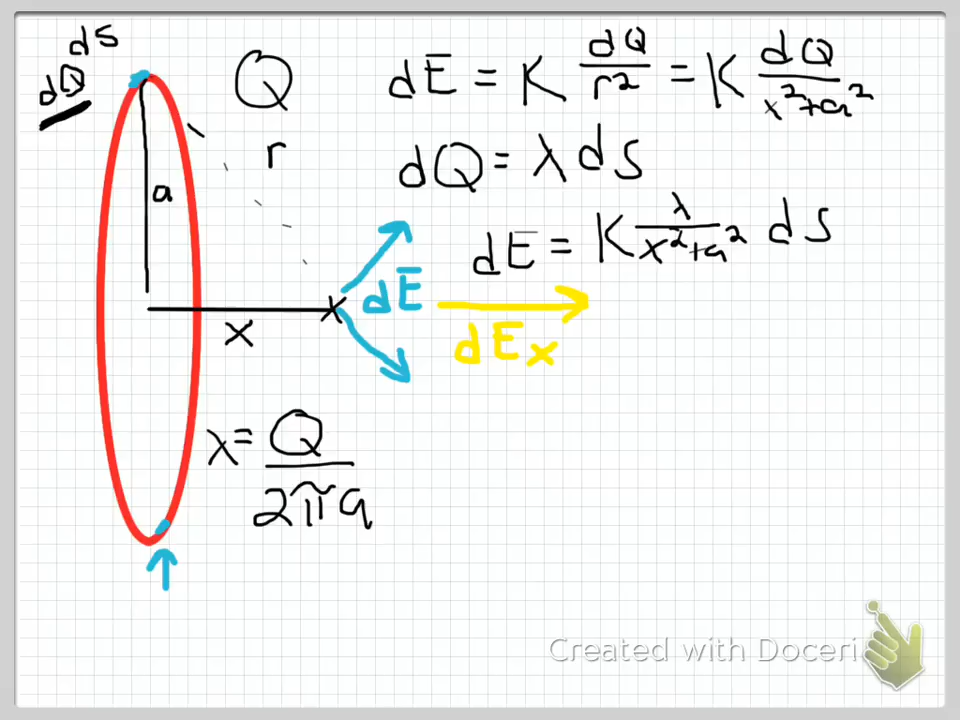 dS
dQ
Q
dE = K dQ/r² = K dQ/x²+a²
r
dQ = λ dS
a
dE = K λ/x²+a² dS
dE
x
x
dEx
λ = Q/2πa
Created with Doceri